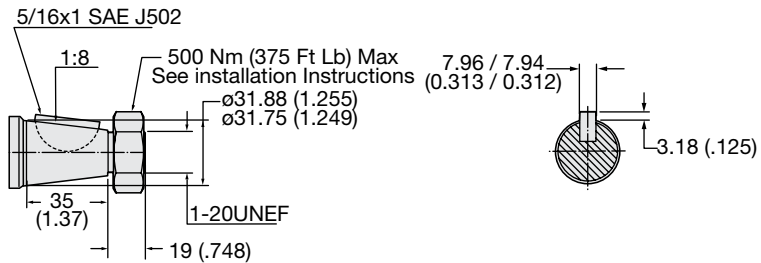 5/16x1 SAE J502
1:8
500 Nm (375 Ft Lb) Max
See installation Instructions
ø31.88 (1.255)
ø31.75 (1.249)
35
(1.37)
1-20UNEF
19 (.748)
7.96 / 7.94
(0.313 / 0.312)
3.18 (.125)